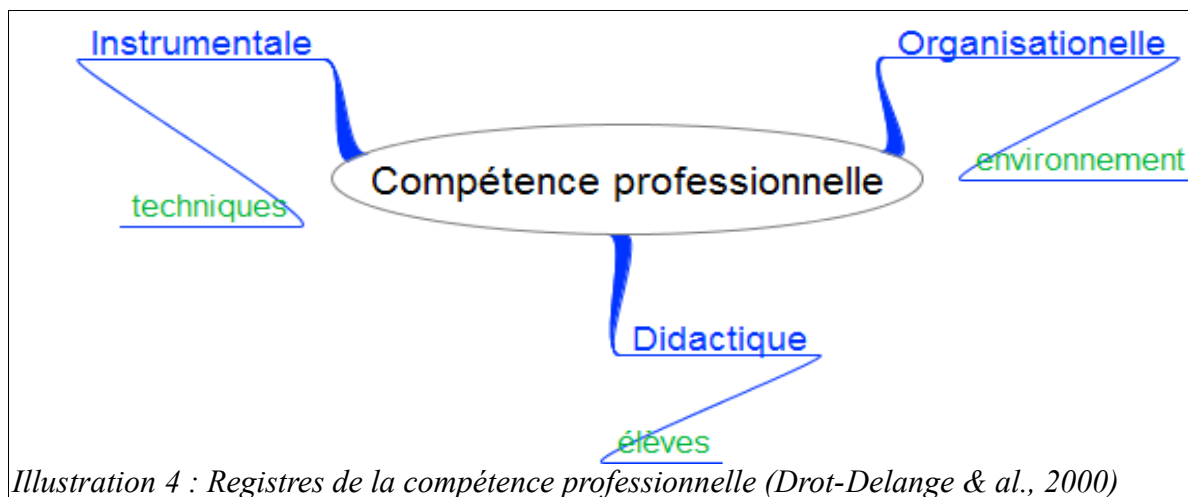 Instrumentale
Organisationelle
environnement
Compétence professionnelle
techniques
Didactique
élèves
Illustration 4 : Registres de la compétence professionnelle (Drot-Delange & al., 2000)